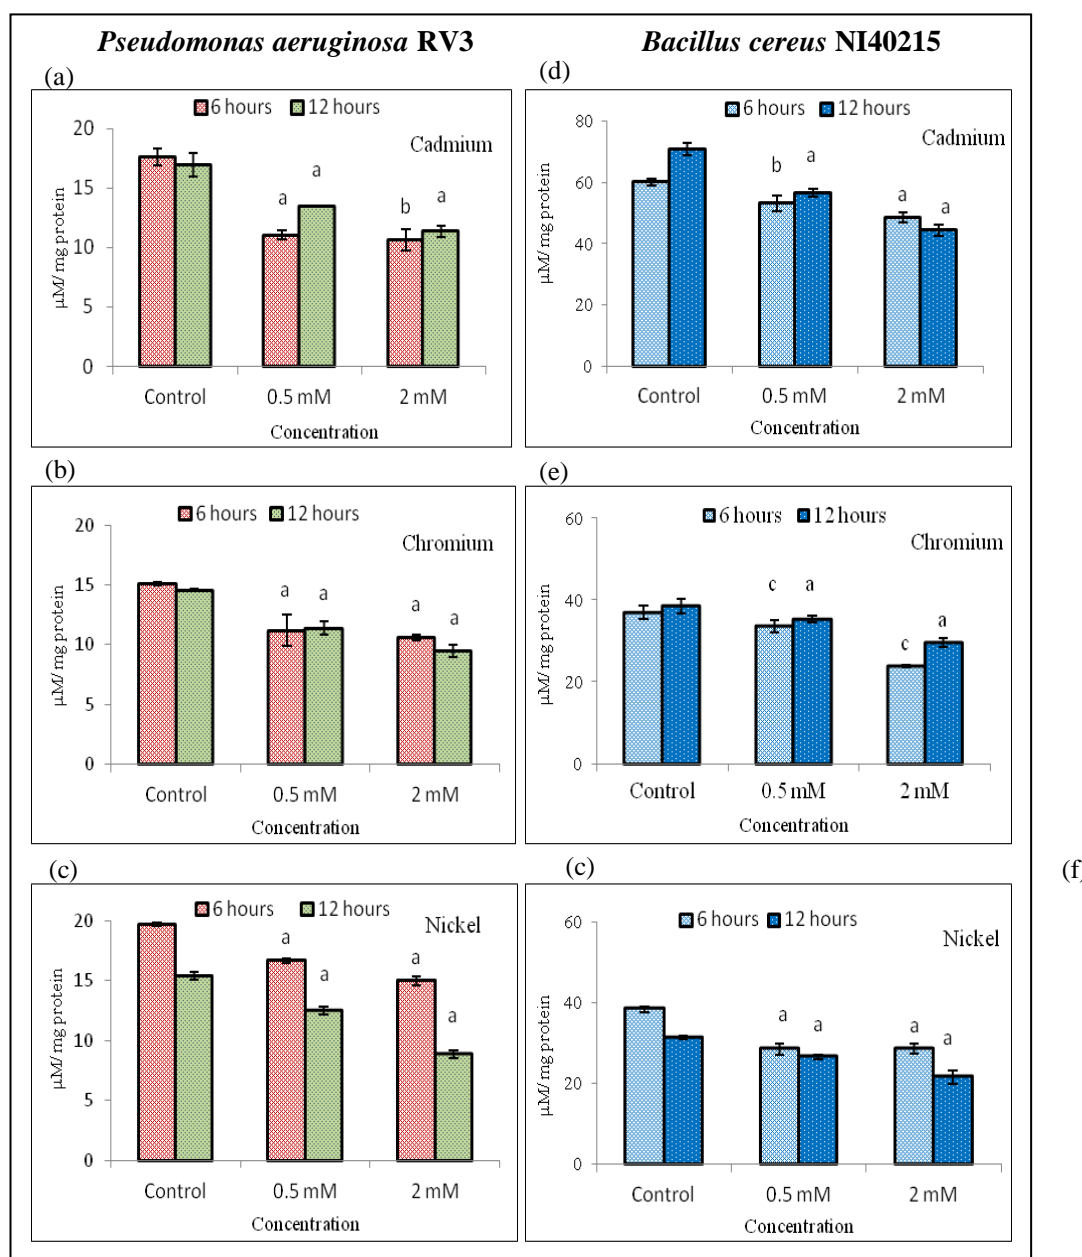 Pseudomonas aeruginosa RV3
Bacillus cereus NI40215
(a)
6 hours 12 hours
Cadmium
20
15
10
5
0
µM/ mg protein
a a
b a
Control 0.5 mM 2 mM
Concentration
(d)
6 hours 12 hours
Cadmium
80
60
40
20
0
µM/ mg protein
b a
a a
Control 0.5 mM 2 mM
Concentration
(b)
6 hours 12 hours
Chromium
20
15
10
5
0
µM/ mg protein
a a
a a
Control 0.5 mM 2 mM
Concentration
(e)
6 hours 12 hours
Chromium
60
40
20
0
µM/ mg protein
c a
c a
Control 0.5 mM 2 mM
Concentration
(c)
6 hours 12 hours
Nickel
20
15
10
5
0
µM/ mg protein
a a
a a
Control 0.5 mM 2 mM
Concentration
(c)
6 hours 12 hours
Nickel
60
40
20
0
µM/ mg protein
a a
a a
Control 0.5 mM 2 mM
Concentration
(f)